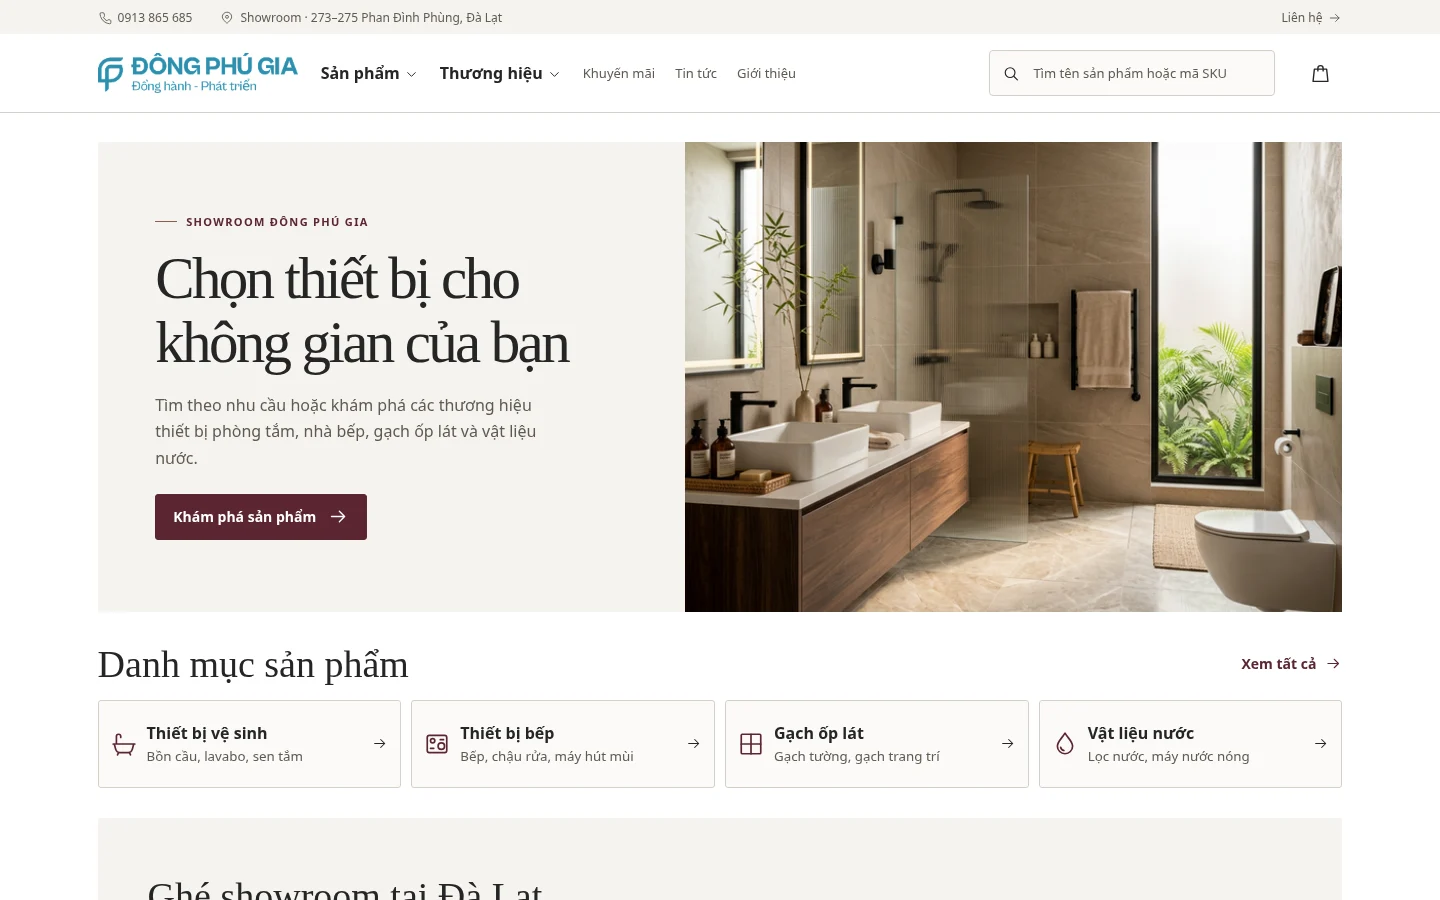 0913 865 685
Showroom · 273–275 Phan Đình Phùng, Đà Lạt
Liên hệ
ĐÔNG PHÚ GIA
Đồng hành - Phát triển
Sản phẩm
Thương hiệu
Khuyến mãi
Tin tức
Giới thiệu
Tìm tên sản phẩm hoặc mã SKU
SHOWROOM ĐÔNG PHÚ GIA
Chọn thiết bị cho
không gian của bạn
Tìm theo nhu cầu hoặc khám phá các thương hiệu
thiết bị phòng tắm, nhà bếp, gạch ốp lát và vật liệu
nước.
Khám phá sản phẩm
Danh mục sản phẩm
Xem tất cả
Thiết bị vệ sinh
Bồn cầu, lavabo, sen tắm
Thiết bị bếp
Bếp, chậu rửa, máy hút mùi
Gạch ốp lát
Gạch tường, gạch trang trí
Vật liệu nước
Lọc nước, máy nước nóng
Ghé showroom tại Đà Lạt